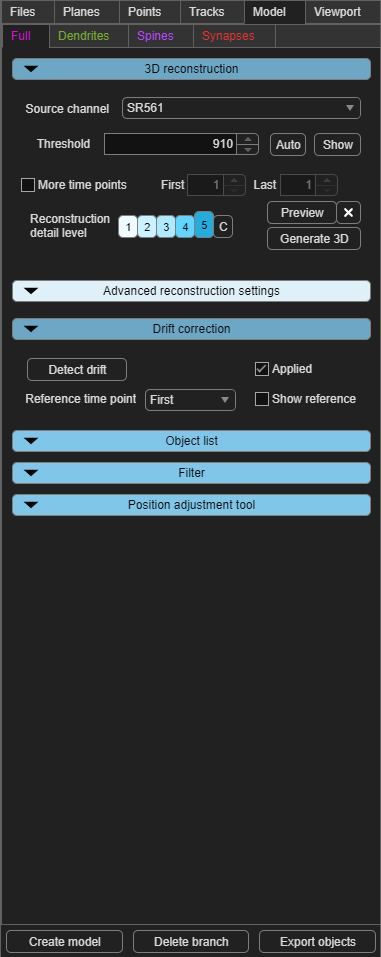 Files Planes Points Tracks Model Viewport
Full Dendrites Spines Synapses
3D reconstruction
Source channel SR561
Threshold 910 Auto Show
More time points First 1 Last 1
Reconstruction
detail level
1 2 3 4 5 C
Preview ✕
Generate 3D
Advanced reconstruction settings
Drift correction
Detect drift Applied
Reference time point First Show reference
Object list
Filter
Position adjustment tool
Create model Delete branch Export objects